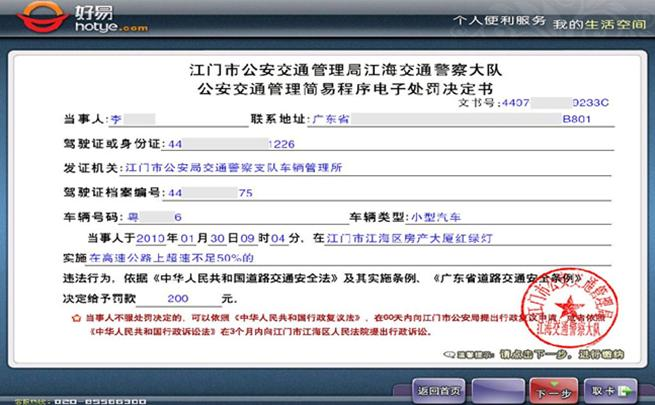 好易
hotye.com
个人便利服务 我的生活空间
江门市公安交通管理局江海交通警察大队
公安交通管理简易程序电子处罚决定书
文书号:4407 0233C
当事人:李 联系地址:广东省 B801
驾驶证或身份证:44 1226
发证机关:江门市公安局交通警察支队车辆管理所
驾驶证档案编号:44 75
车辆号码:粤 6 车辆类型:小型汽车
当事人于2010年01月30日09时04分,在江门市江海区房产大厦红绿灯
实施在高速公路上超速不足50%的
违法行为,依据《中华人民共和国道路交通安全法》及其实施条例、《广东省道路交通安全条例》
决定给予罚款 200 元。
☆ 当事人不服处罚决定的,可以依照《中华人民共和国行政复议法》,在60天内向江门市公安局提出行政复议申请,或者依照
《中华人民共和国行政诉讼法》在3个月内向江门市江海区人民法院提出行政诉讼。
江海交通警察大队
温馨提示:请点击下一步,进行缴纳
返回首页 下一步 取卡
客服热线:020-85566300